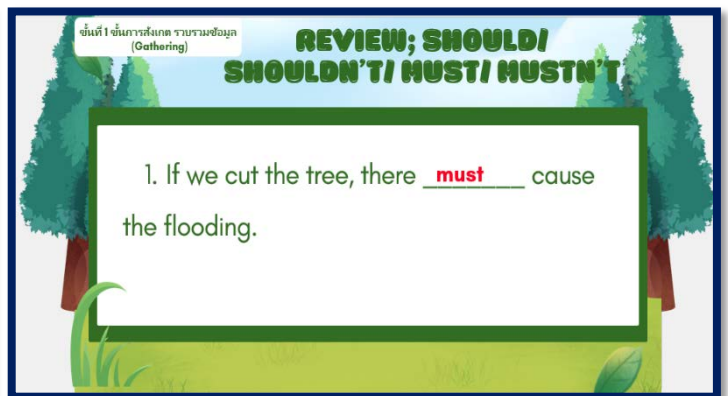 ขั้นที่ 1 ขั้นการสังเกต รวบรวมข้อมูล
(Gathering)
REVIEW; SHOULD/
SHOULDN'T/ MUST/ MUSTN'T
1. If we cut the tree, there must cause
the flooding.